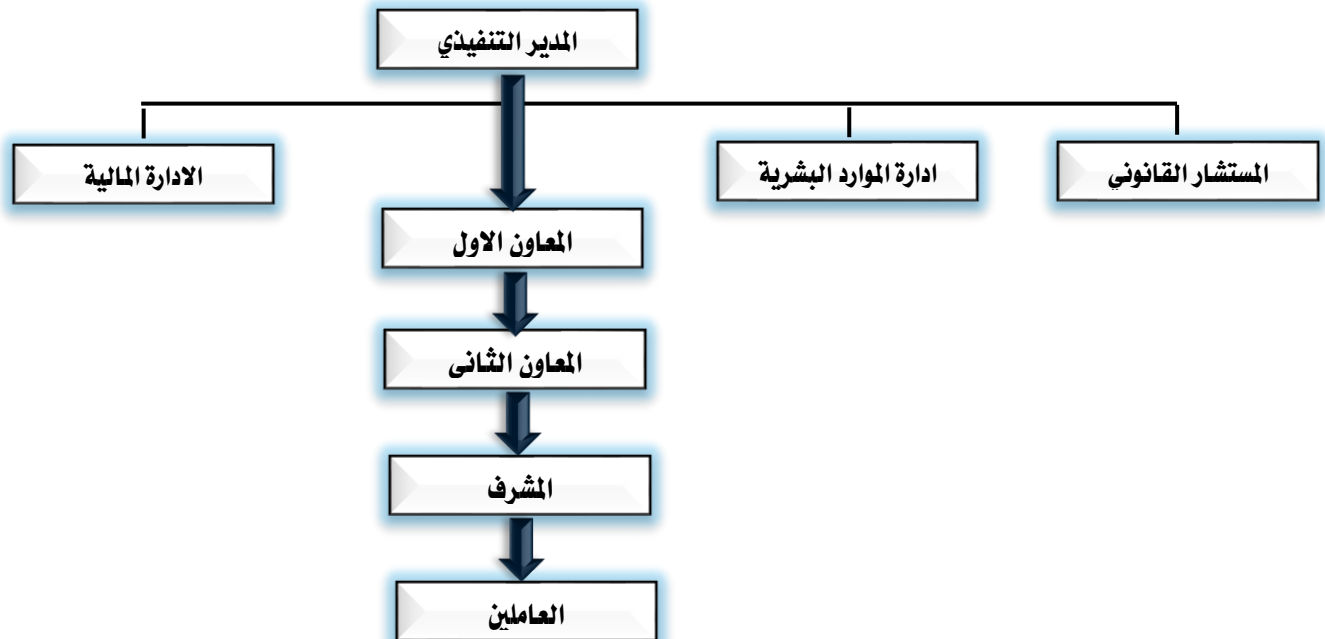 المدير التنفيذي
المستشار القانوني
ادارة الموارد البشرية
الادارة المالية
المعاون الاول
المعاون الثانى
المشرف
العاملين